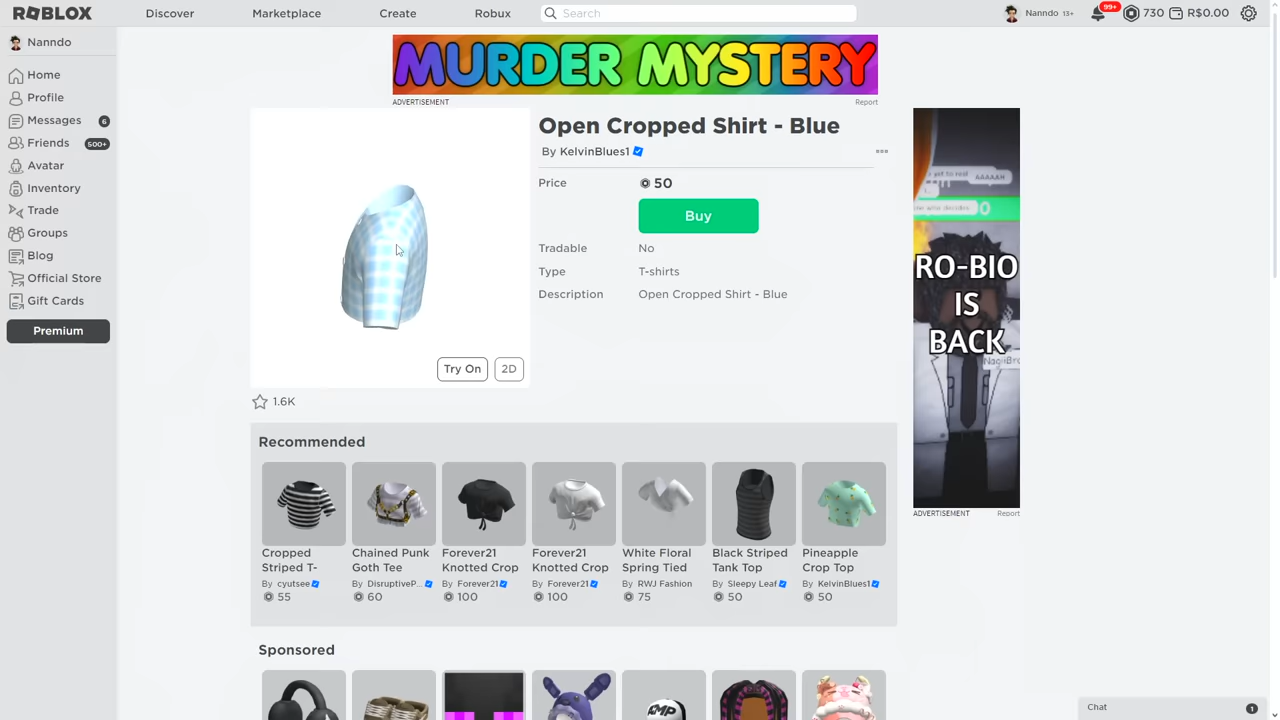 ROBLOX
Discover
Marketplace
Create
Robux
Search
Nanndo 13+
99+
730
R$0.00
Nanndo
Home
Profile
Messages 6
Friends 500+
Avatar
Inventory
Trade
Groups
Blog
Official Store
Gift Cards
Premium
MURDER MYSTERY
ADVERTISEMENT
Report
Open Cropped Shirt - Blue
By KelvinBlues1
Price
50
Buy
Tradable
No
Type
T-shirts
Description
Open Cropped Shirt - Blue
Try On
2D
1.6K
AAAAAH
RO-BIO
IS
BACK
ADVERTISEMENT
Report
Recommended
Cropped
Striped T-
By cyutsee
55
Chained Punk
Goth Tee
By DisruptiveP...
60
Forever21
Knotted Crop
By Forever21
100
Forever21
Knotted Crop
By Forever21
100
White Floral
Spring Tied
By RWJ Fashion
75
Black Striped
Tank Top
By Sleepy Leaf
50
Pineapple
Crop Top
By KelvinBlues1
50
Sponsored
Chat
1